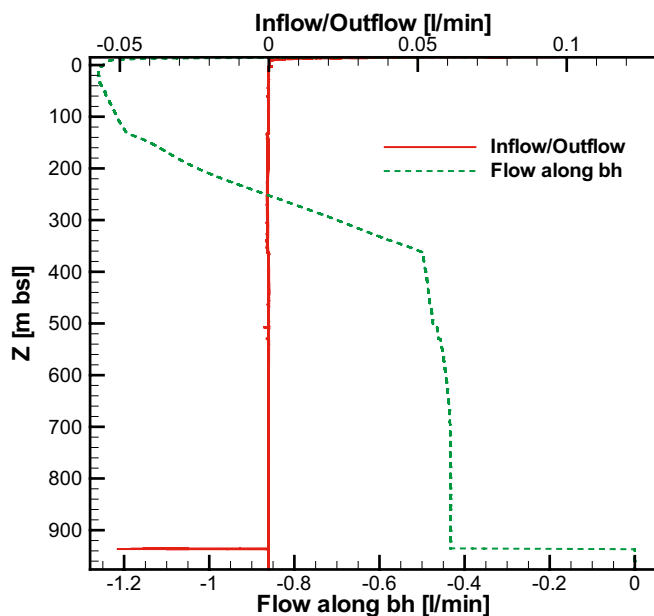 Inflow/Outflow [l/min]
-0.05 0 0.05 0.1
0
100
200
300
400
500
600
700
800
900
Z [m bsl]
Inflow/Outflow
Flow along bh
-1.2 -1 -0.8 -0.6 -0.4 -0.2 0
Flow along bh [l/min]